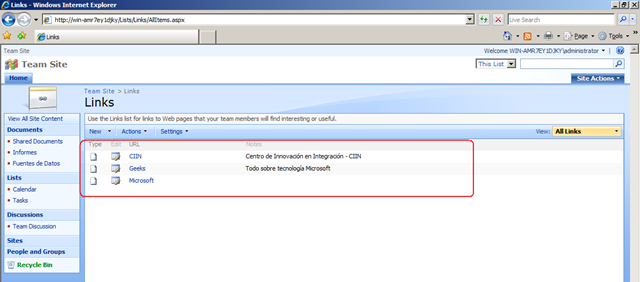 Links - Windows Internet Explorer
http://win-amr7ey1djky/Lists/Links/AllItems.aspx
Live Search
Links
Page
Tools
Team Site
Welcome WIN-AMR7EY1DJKY\administrator
Team Site
This List
Home
Site Actions
Team Site > Links
Links
View All Site Content
Documents
Shared Documents
Informes
Fuentes de Datos
Lists
Calendar
Tasks
Discussions
Team Discussion
Sites
People and Groups
Recycle Bin
Use the Links list for links to Web pages that your team members will find interesting or useful.
New Actions Settings View: All Links
Type Edit URL Notes
CIIN Centro de Innovación en Integración - CIIN
Geeks Todo sobre tecnología Microsoft
Microsoft